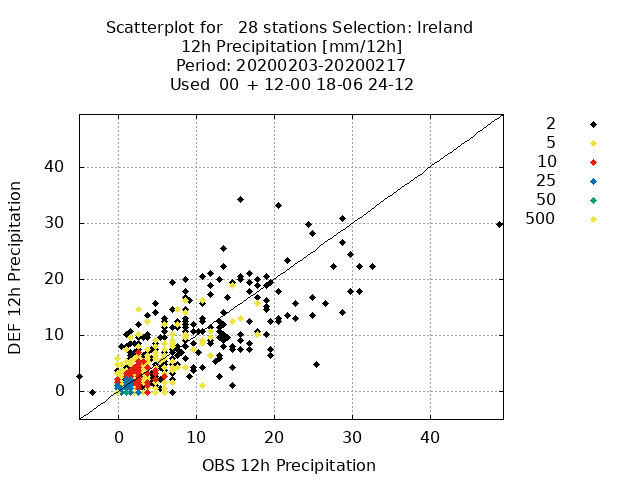 Scatterplot for 28 stations Selection: Ireland
12h Precipitation [mm/12h]
Period: 20200203-20200217
Used 00 + 12-00 18-06 24-12
2
5
10
25
50
500
DEF 12h Precipitation
40
30
20
10
0
0 10 20 30 40
OBS 12h Precipitation